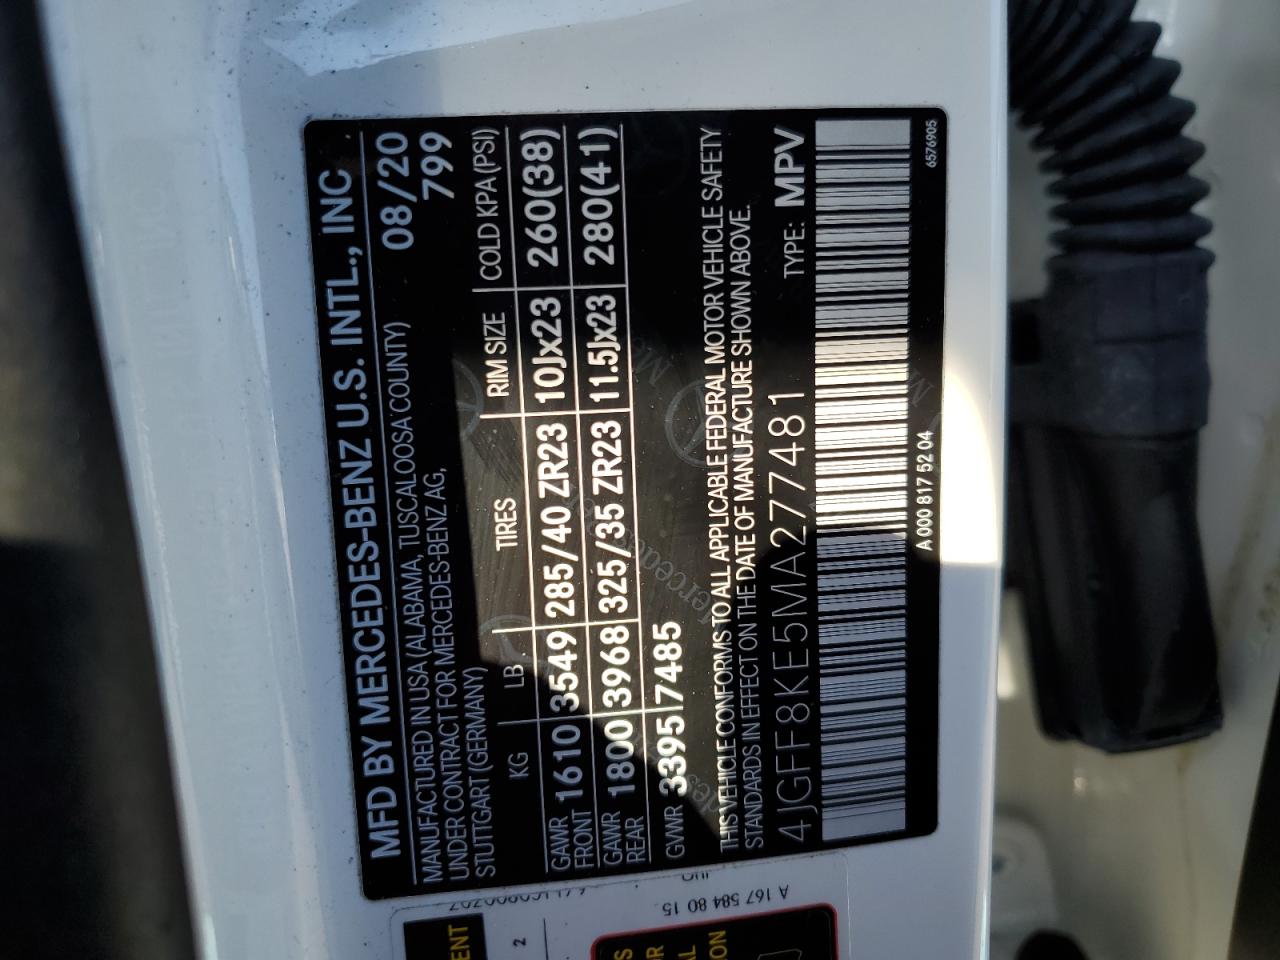 MFD BY MERCEDES-BENZ U.S. INTL., INC
MANUFACTURED IN USA (ALABAMA, TUSCALOOSA COUNTY) 08/20
UNDER CONTRACT FOR MERCEDES-BENZ AG, 799
STUTTGART (GERMANY)
KG LB TIRES RIM SIZE COLD KPA (PSI)
GAWR FRONT 1610 3549 285/40 ZR23 10Jx23 260(38)
GAWR REAR 1800 3968 325/35 ZR23 11.5Jx23 280(41)
GVWR 3395 7485
THIS VEHICLE CONFORMS TO ALL APPLICABLE FEDERAL MOTOR VEHICLE SAFETY
STANDARDS IN EFFECT ON THE DATE OF MANUFACTURE SHOWN ABOVE.
4JGFF8KE5MA277481 TYPE: MPV
A 000 817 52 04 6576905
A 167 584 80 15
2